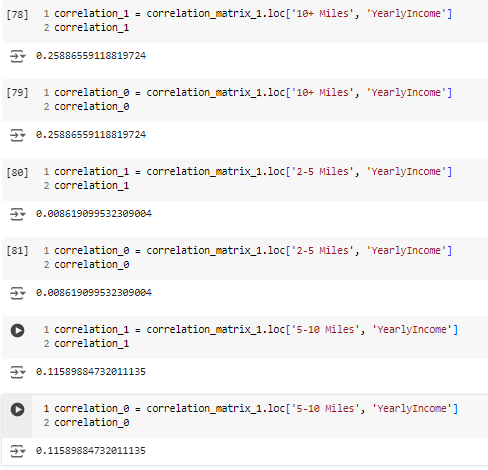 [78] 1 correlation_1 = correlation_matrix_1.loc['10+ Miles', 'YearlyIncome']
2 correlation_1
0.25886559118819724
[79] 1 correlation_0 = correlation_matrix_1.loc['10+ Miles', 'YearlyIncome']
2 correlation_0
0.25886559118819724
[80] 1 correlation_1 = correlation_matrix_1.loc['2-5 Miles', 'YearlyIncome']
2 correlation_1
0.008619099532309004
[81] 1 correlation_0 = correlation_matrix_1.loc['2-5 Miles', 'YearlyIncome']
2 correlation_0
0.008619099532309004
1 correlation_1 = correlation_matrix_1.loc['5-10 Miles', 'YearlyIncome']
2 correlation_1
0.11589884732011135
1 correlation_0 = correlation_matrix_1.loc['5-10 Miles', 'YearlyIncome']
2 correlation_0
0.11589884732011135